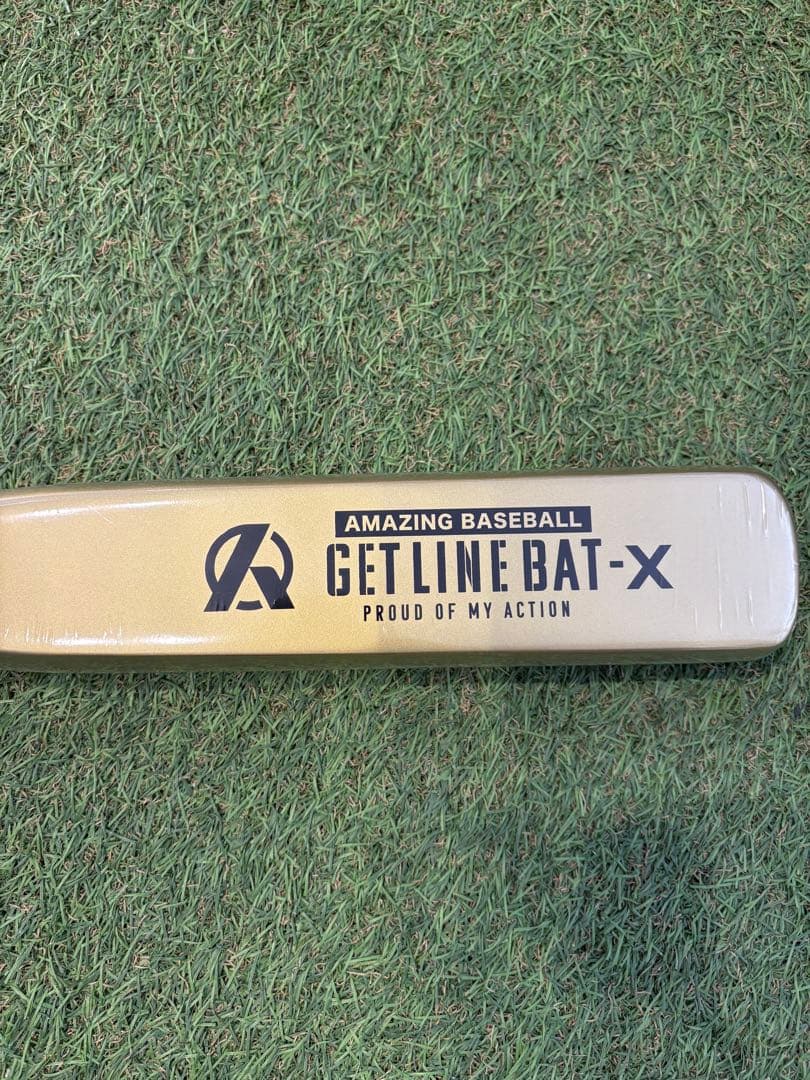 AMAZING BASEBALL
GET LINE BAT-X
PROUD OF MY ACTION